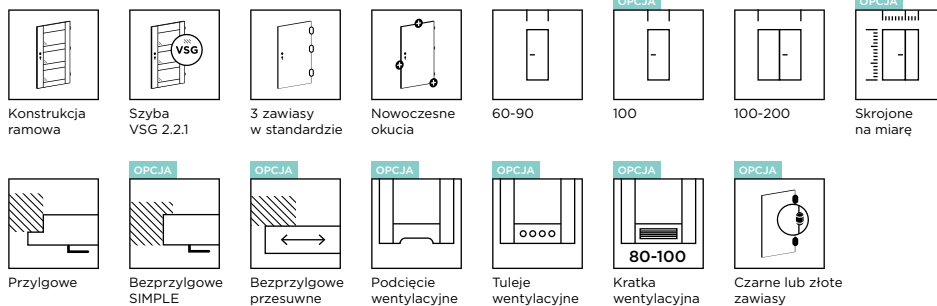 OPCJA
OPCJA
VSG
Konstrukcja
ramowa
Szyba
VSG 2.2.1
3 zawiasy
w standardzie
Nowoczesne
okucia
60-90
100
100-200
Skrojone
na miarę
OPCJA
OPCJA
OPCJA
OPCJA
OPCJA
OPCJA
80-100
Przylgowe
Bezprzylgowe
SIMPLE
Bezprzylgowe
przesuwne
Podcięcie
wentylacyjne
Tuleje
wentylacyjne
Kratka
wentylacyjna
Czarne lub złote
zawiasy